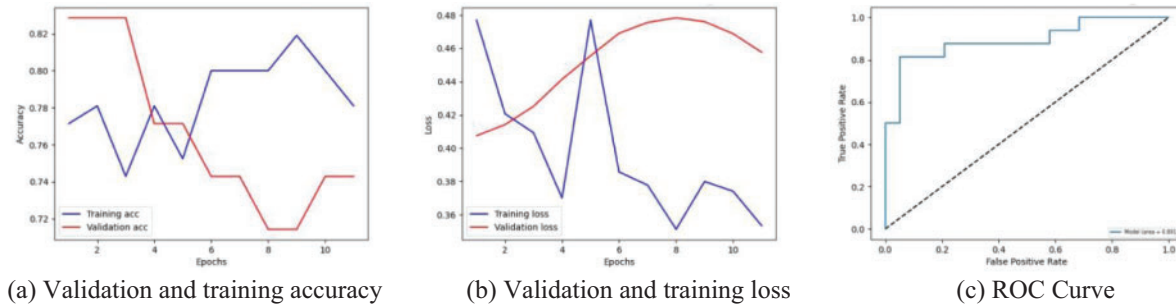 0.82
0.80
0.78
0.76
0.74
0.72
Accuracy
Training acc
Validation acc
2 4 6 8 10
Epochs
(a) Validation and training accuracy
0.48
0.46
0.44
0.42
0.40
0.38
0.36
Loss
Training loss
Validation loss
2 4 6 8 10
Epochs
(b) Validation and training loss
1.0
0.8
0.6
0.4
0.2
0.0
True Positive Rate
Model (area =
0.0 0.2 0.4 0.6 0.8 1.0
False Positive Rate
(c) ROC Curve